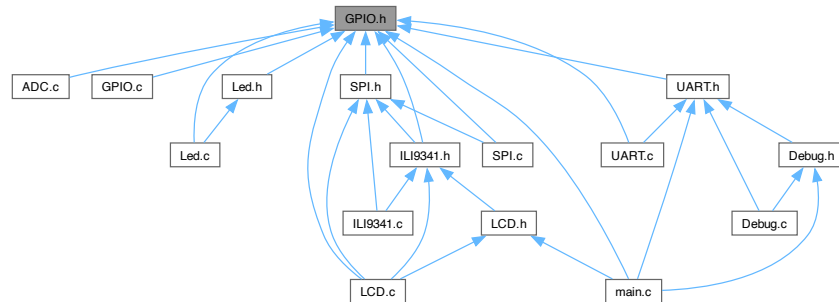 GPIO.h
ADC.c
GPIO.c
Led.h
SPI.h
UART.h
Led.c
ILI9341.h
SPI.c
UART.c
Debug.h
ILI9341.c
LCD.h
Debug.c
LCD.c
main.c